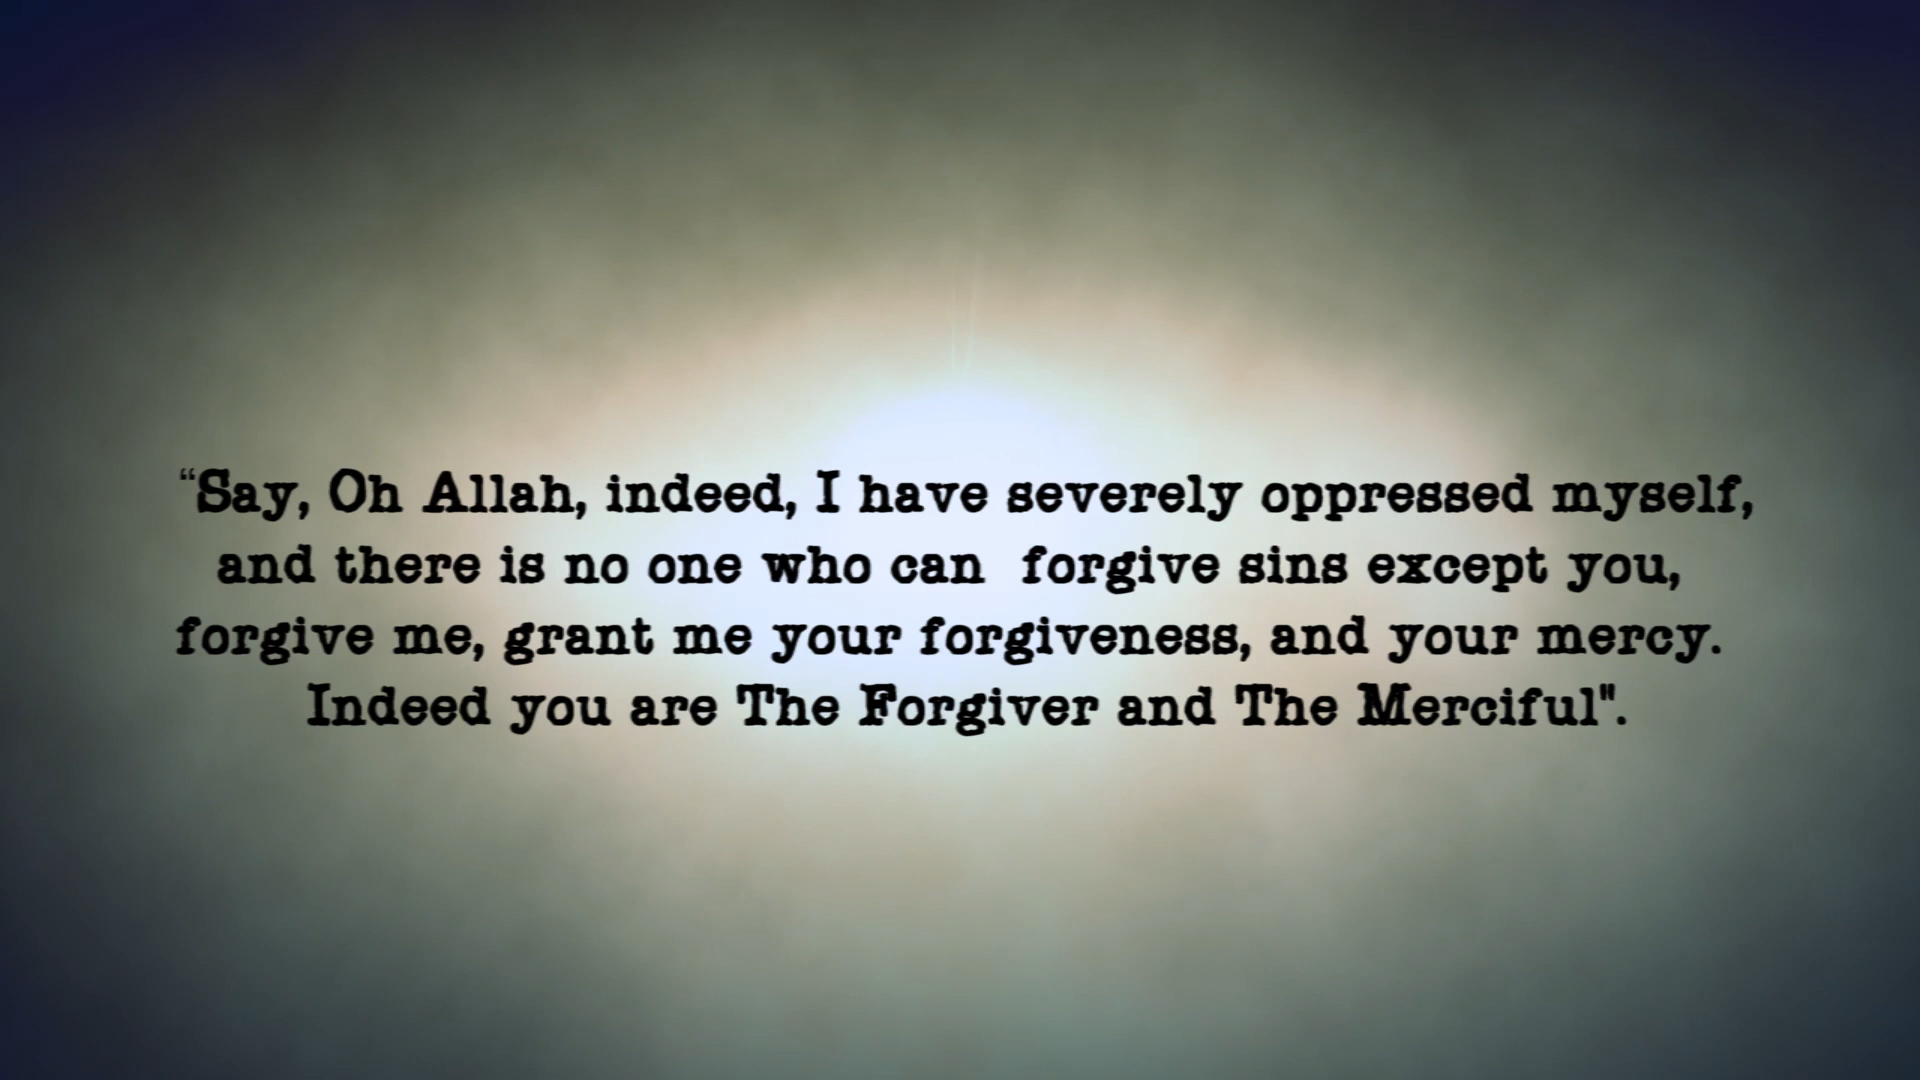 “Say, Oh Allah, indeed, I have severely oppressed myself,
and there is no one who can  forgive sins except you,
forgive me, grant me your forgiveness, and your mercy.
Indeed you are The Forgiver and The Merciful".